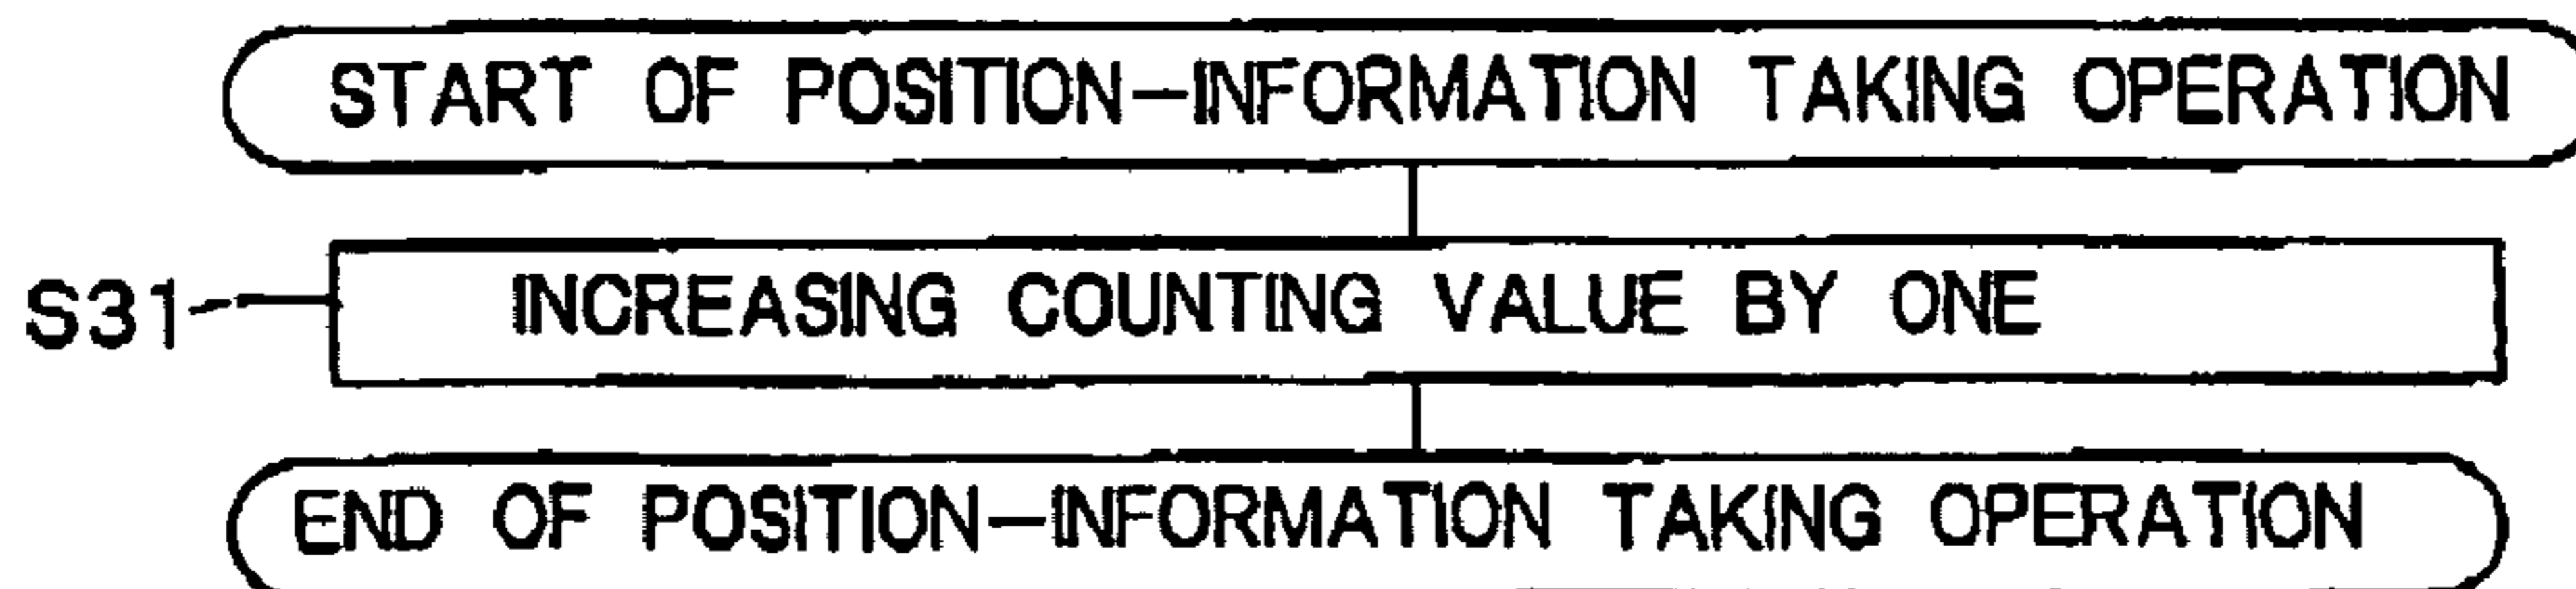 START OF POSITION-INFORMATION TAKING OPERATION
S31 INCREASING COUNTING VALUE BY ONE
END OF POSITION-INFORMATION TAKING OPERATION